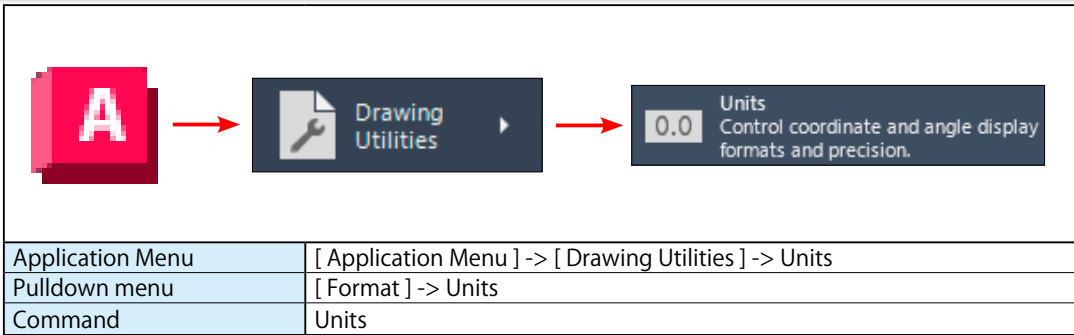 A
Drawing
Utilities
0.0
Units
Control coordinate and angle display
formats and precision.
Application Menu [ Application Menu ] -> [ Drawing Utilities ] -> Units
Pulldown menu [ Format ] -> Units
Command Units